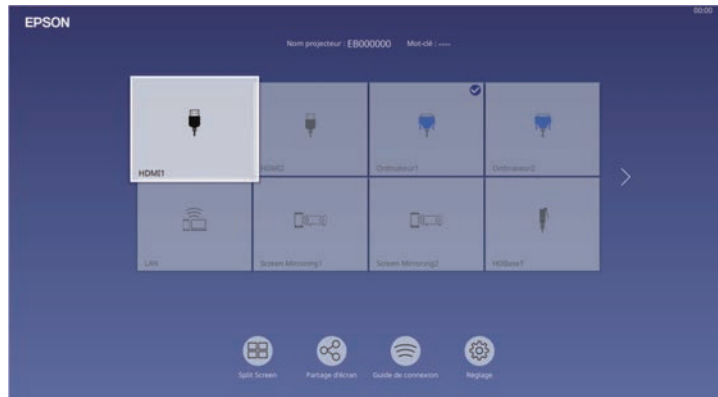 00:00
EPSON
Nom projecteur : EB000000 Mot-clé : ----
HDMI1 HDMI2 Ordinateur1 Ordinateur2
LAN Screen Mirroring1 Screen Mirroring2 HDBaseT
Split Screen Partage d'écran Guide de connexion Réglage